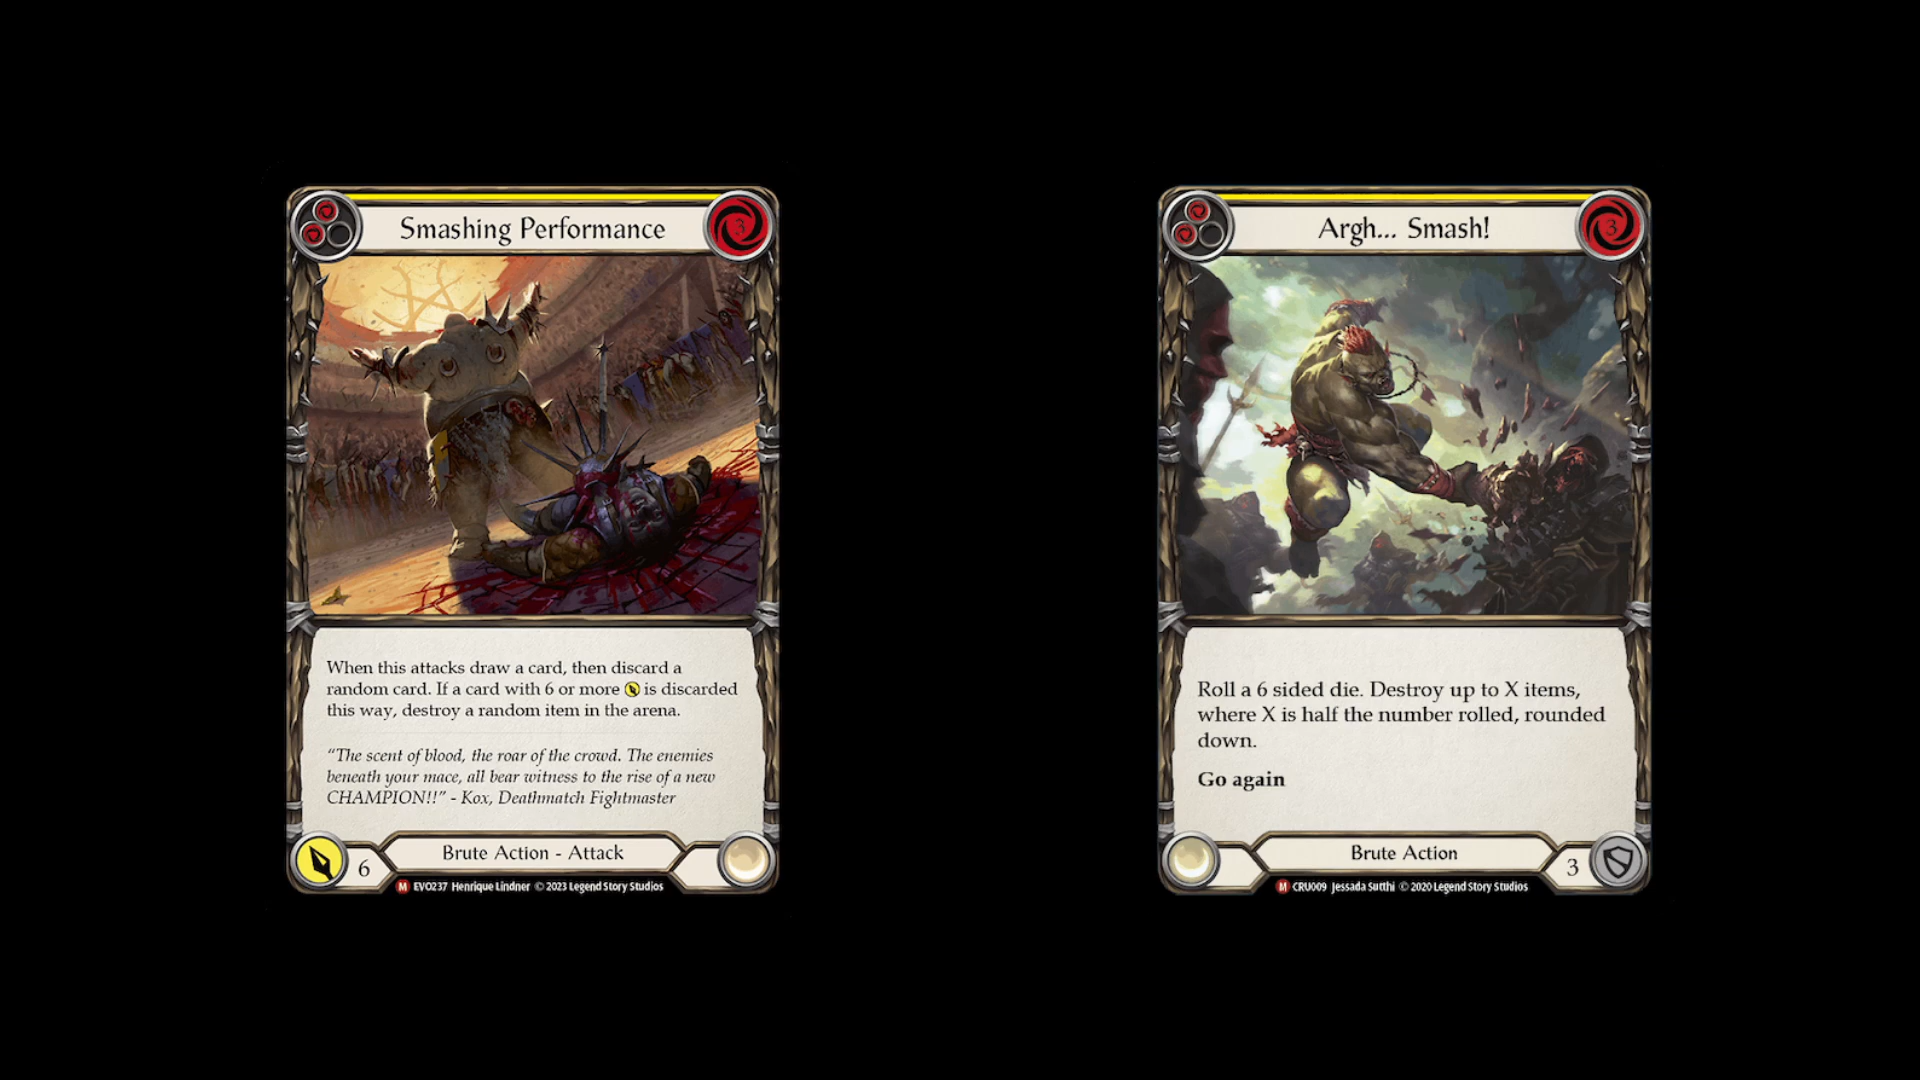 Smashing Performance
3
When this attacks draw a card, then discard a
random card. If a card with 6 or more is discarded
this way, destroy a random item in the arena.
“The scent of blood, the roar of the crowd. The enemies
beneath your mace, all bear witness to the rise of a new
CHAMPION!!” - Kox, Deathmatch Fightmaster
6
Brute Action - Attack
M EVO237 Henrique Lindner © 2023 Legend Story Studios
Argh... Smash!
3
Roll a 6 sided die. Destroy up to X items,
where X is half the number rolled, rounded
down.
Go again
Brute Action
3
M CRU009 Jessada Sutthi © 2020 Legend Story Studios